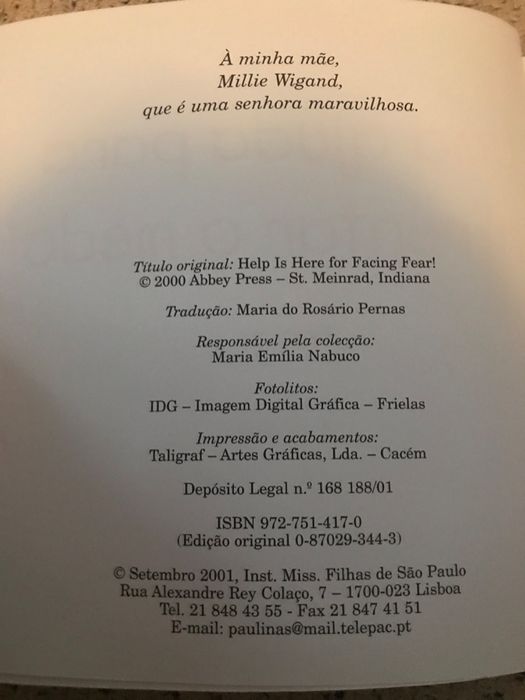 À minha mãe,
Millie Wigand,
que é uma senhora maravilhosa.
Título original: Help Is Here for Facing Fear!
© 2000 Abbey Press – St. Meinrad, Indiana
Tradução: Maria do Rosário Pernas
Responsável pela colecção:
Maria Emília Nabuco
Fotolitos:
IDG – Imagem Digital Gráfica – Frielas
Impressão e acabamentos:
Taligraf – Artes Gráficas, Lda. – Cacém
Depósito Legal n.º 168 188/01
ISBN 972-751-417-0
(Edição original 0-87029-344-3)
© Setembro 2001, Inst. Miss. Filhas de São Paulo
Rua Alexandre Rey Colaço, 7 – 1700-023 Lisboa
Tel. 21 848 43 55 - Fax 21 847 41 51
E-mail: paulinas@mail.telepac.pt